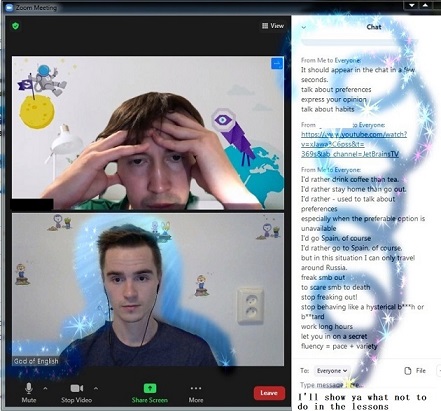 Zoom Meeting
View
Chat
From Me to Everyone:
It should appear in the chat in a few
seconds.
talk about preferences
express your opinion
talk about habits
From to Everyone:
https://www.youtube.com/watch?
369s&ab_channel=JetBrainsTV
From Me to Everyone:
I'd rather drink coffee than tea.
I'd rather stay home than go out.
I'd rather - used to talk about
preferences
especially when the preferable option is
unavailable
I'd go Spain, of course
I'd rather go to Spain, of course,
but in this situation I can only travel
around Russia.
freak smb out
to scare smb to death
stop freaking out!
stop behaving like a hysterical b***h or
b**tard
work long hours
let you in on a secret
fluency = pace + variety
God of English
To: Everyone
File
Type message here...
Mute
Stop Video
Share Screen
More
Leave
I'll show ya what not to
do in the lessons